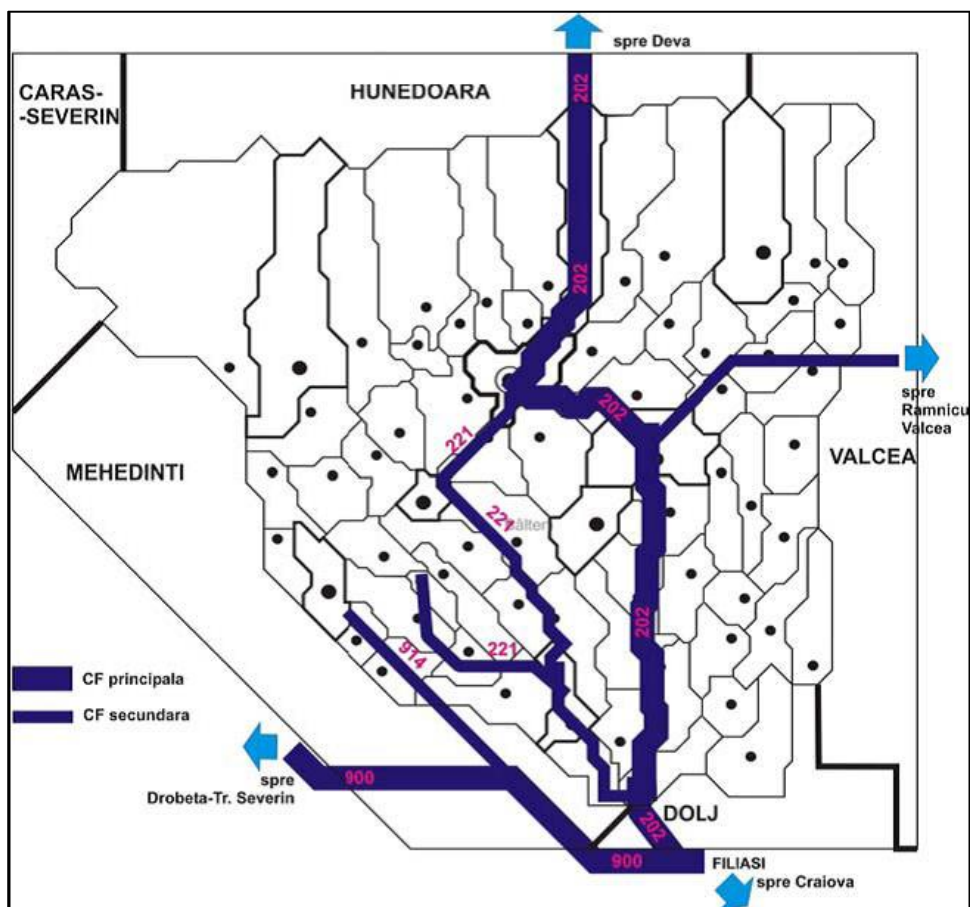 spre Deva
CARAS-
-SEVERIN
HUNEDOARA
202
202
spre
Ramnicu
Valcea
202
221
MEHEDINTI
VALCEA
221
202
914
221
CF principala
CF secundara
spre
Drobeta-Tr. Severin
900
DOLJ
202
900
FILIASI
spre Craiova